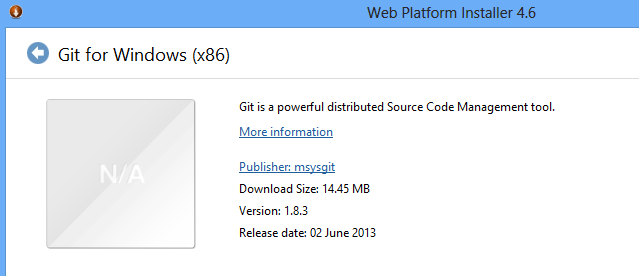 Web Platform Installer 4.6
Git for Windows (x86)
N/A
Git is a powerful distributed Source Code Management tool.
More information
Publisher: msysgit
Download Size: 14.45 MB
Version: 1.8.3
Release date: 02 June 2013